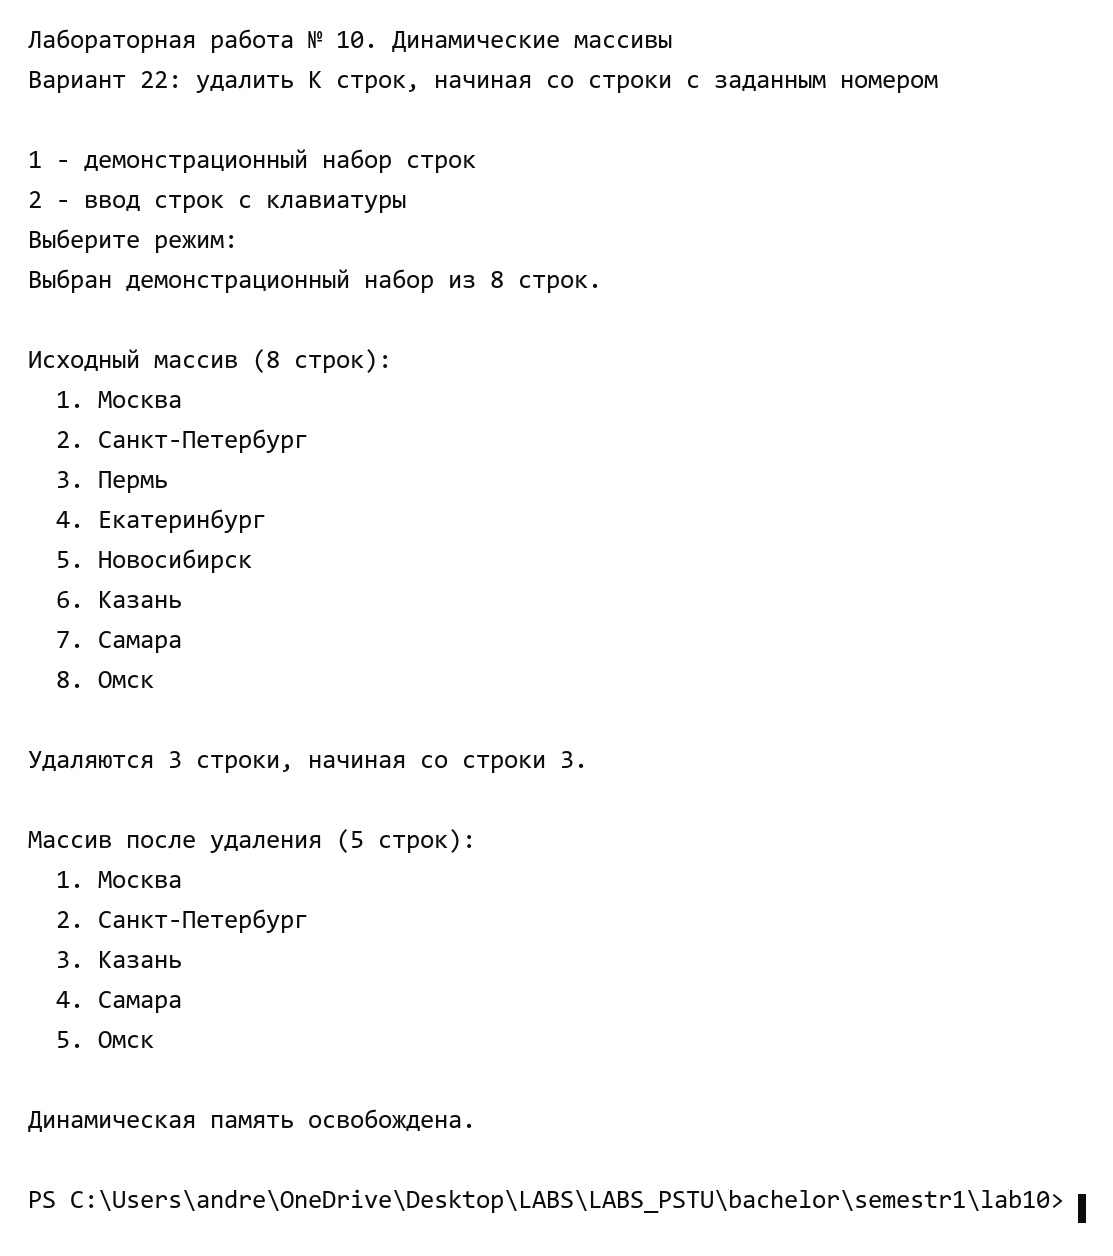 Лабораторная работа № 10. Динамические массивы
Вариант 22: удалить K строк, начиная со строки с заданным номером
1 - демонстрационный набор строк
2 - ввод строк с клавиатуры
Выберите режим:
Выбран демонстрационный набор из 8 строк.
Исходный массив (8 строк):
1. Москва
2. Санкт-Петербург
3. Пермь
4. Екатеринбург
5. Новосибирск
6. Казань
7. Самара
8. Омск
Удаляются 3 строки, начиная со строки 3.
Массив после удаления (5 строк):
1. Москва
2. Санкт-Петербург
3. Казань
4. Самара
5. Омск
Динамическая память освобождена.
PS C:\Users\andre\OneDrive\Desktop\LABS\LABS_PSTU\bachelor\semestr1\lab10>